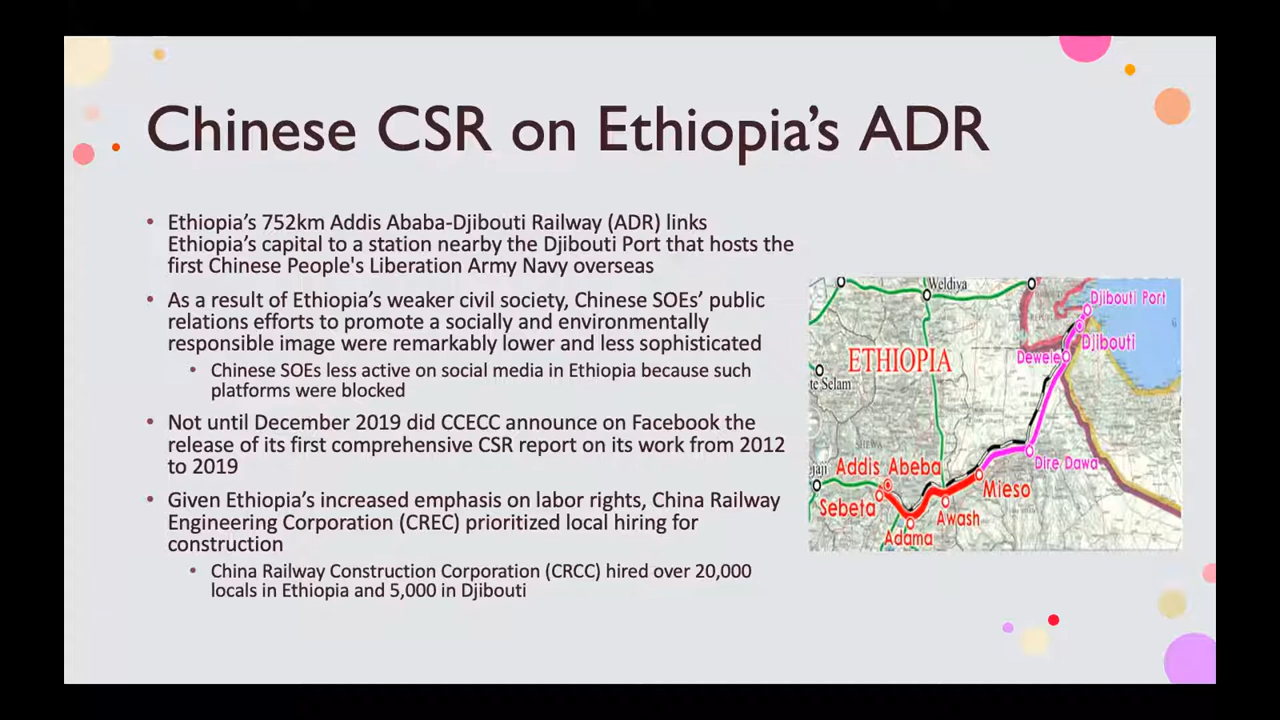 Chinese CSR on Ethiopia’s ADR
• Ethiopia’s 752km Addis Ababa-Djibouti Railway (ADR) links
Ethiopia’s capital to a station nearby the Djibouti Port that hosts the
first Chinese People's Liberation Army Navy overseas
• As a result of Ethiopia’s weaker civil society, Chinese SOEs’ public
relations efforts to promote a socially and environmentally
responsible image were remarkably lower and less sophisticated
• Chinese SOEs less active on social media in Ethiopia because such
platforms were blocked
• Not until December 2019 did CCECC announce on Facebook the
release of its first comprehensive CSR report on its work from 2012
to 2019
• Given Ethiopia’s increased emphasis on labor rights, China Railway
Engineering Corporation (CREC) prioritized local hiring for
construction
• China Railway Construction Corporation (CRCC) hired over 20,000
locals in Ethiopia and 5,000 in Djibouti
Weldiya
Djibouti Port
Djibouti
ETHIOPIA
Dewele
te Selam
SHEWA
jaji
Addis Abeba
Dire Dawa
Mieso
Sebeta
Awash
Adama